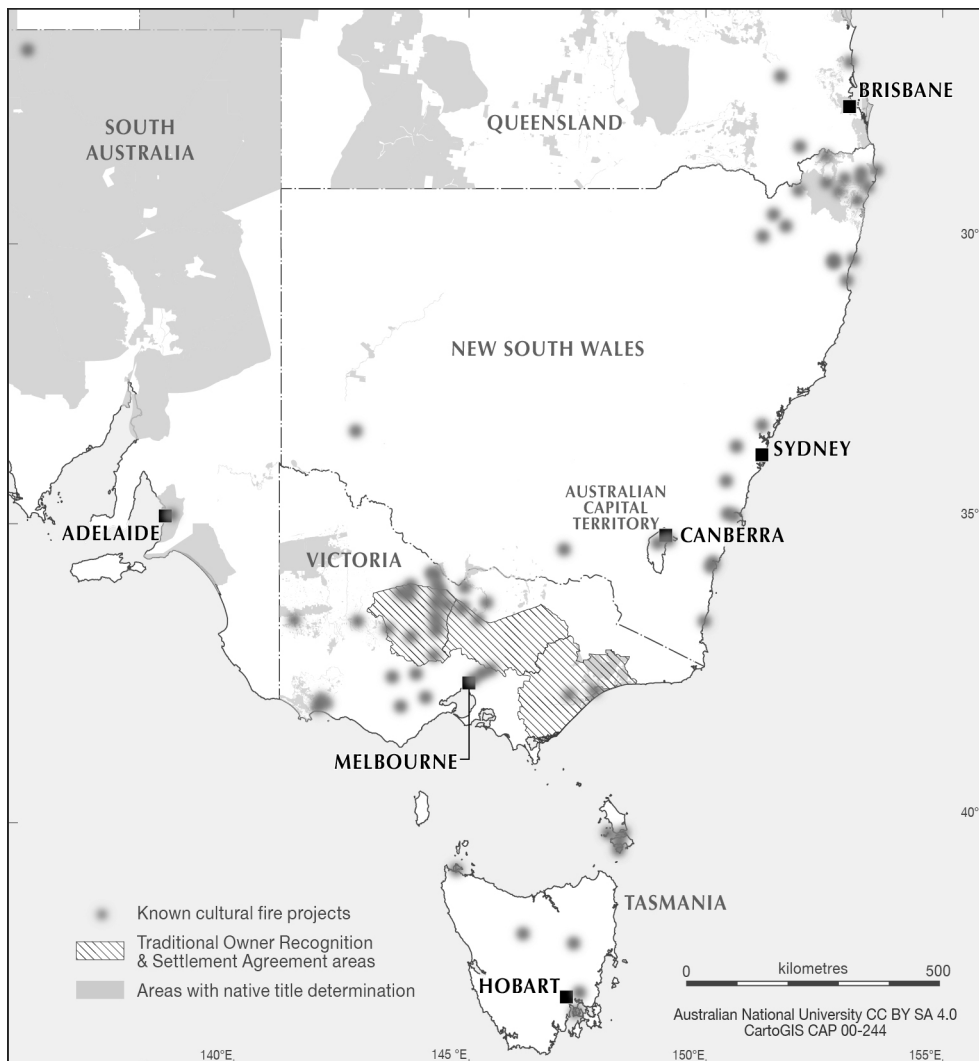 BRISBANE
SOUTH
AUSTRALIA
QUEENSLAND
30°
NEW SOUTH WALES
SYDNEY
AUSTRALIAN
CAPITAL
TERRITORY
35°
ADELAIDE
CANBERRA
VICTORIA
MELBOURNE
40°
Known cultural fire projects
TASMANIA
Traditional Owner Recognition
& Settlement Agreement areas
0 kilometres 500
HOBART
Areas with native title determination
Australian National University CC BY SA 4.0
CartoGIS CAP 00-244
140°E
145°E
150°E
155°E